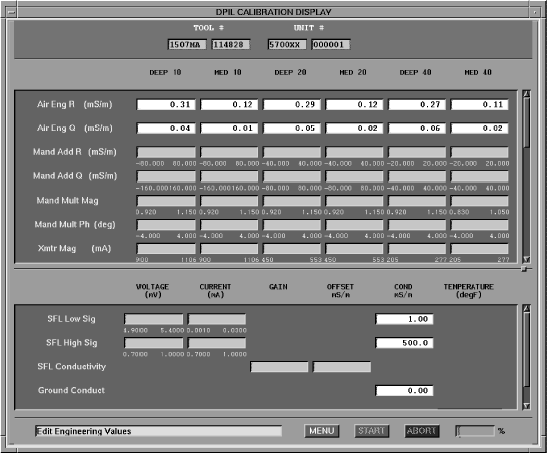 DPIL CALIBRATION DISPLAY
TOOL # UNIT #
1507MA 114828 5700XX 000001
DEEP 10 MED 10 DEEP 20 MED 20 DEEP 40 MED 40
Air Eng R (mS/m) 0.31 0.12 0.29 0.12 0.27 0.11
Air Eng Q (mS/m) 0.04 0.01 0.05 0.02 0.06 0.02
Mand Add R (mS/m)
-80.000 80.000 -80.000 80.000 -40.000 40.000 -40.000 40.000 -20.000 20.000 -20.000 20.000
Mand Add Q (mS/m)
-160.000 160.000 -160.000 160.000 -40.000 40.000 -40.000 40.000 -40.000 40.000 -40.000 40.000
Mand Mult Mag
0.920 1.150 0.920 1.150 0.920 1.150 0.920 1.150 0.920 1.150 0.830 1.050
Mand Mult Ph (deg)
-4.000 4.000 -4.000 4.000 -4.000 4.000 -4.000 4.000 -4.000 4.000 -4.000 4.000
Xmtr Mag (mA)
900 1106 900 1106 450 553 450 553 205 277 205 277
VOLTAGE CURRENT GAIN OFFSET COND TEMPERATURE
(mV) (mA) mS/m mS/m (degF)
SFL Low Sig 1.00
4.9000 5.4000 0.0010 0.0300
SFL High Sig 500.0
0.7000 1.0000 0.7000 1.0000
SFL Conductivity
Ground Conduct 0.00
Edit Engineering Values MENU START ABORT %